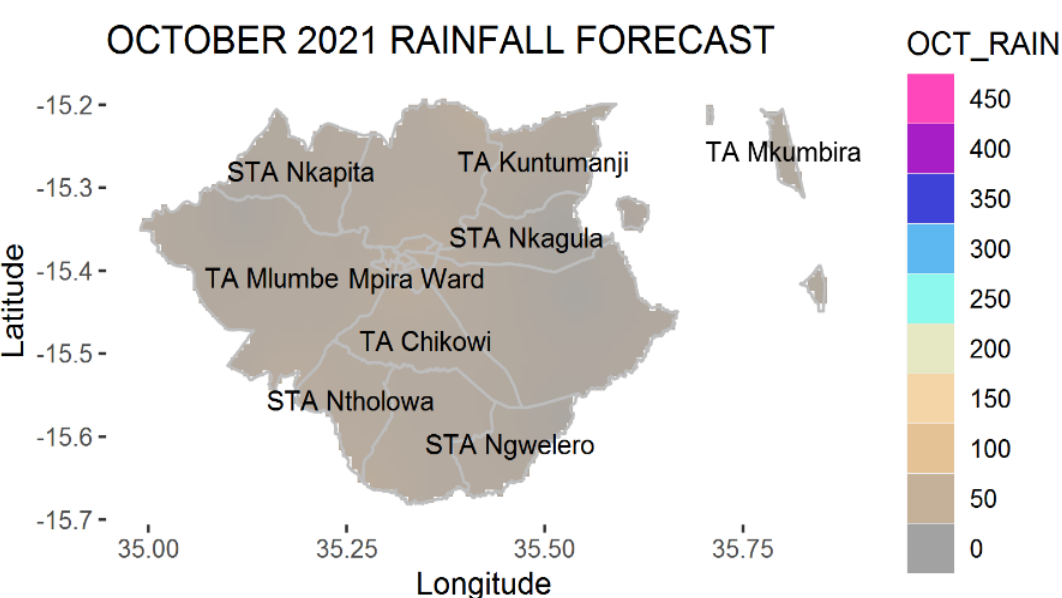 OCTOBER 2021 RAINFALL FORECAST
OCT_RAIN
450
400
350
300
250
200
150
100
50
0
Latitude
-15.2
-15.3
-15.4
-15.5
-15.6
-15.7
STA Nkapita
TA Kuntumanji
TA Mkumbira
STA Nkagula
TA Mlumbe
Mpira Ward
TA Chikowi
STA Ntholowa
STA Ngwelero
35.00
35.25
35.50
35.75
Longitude